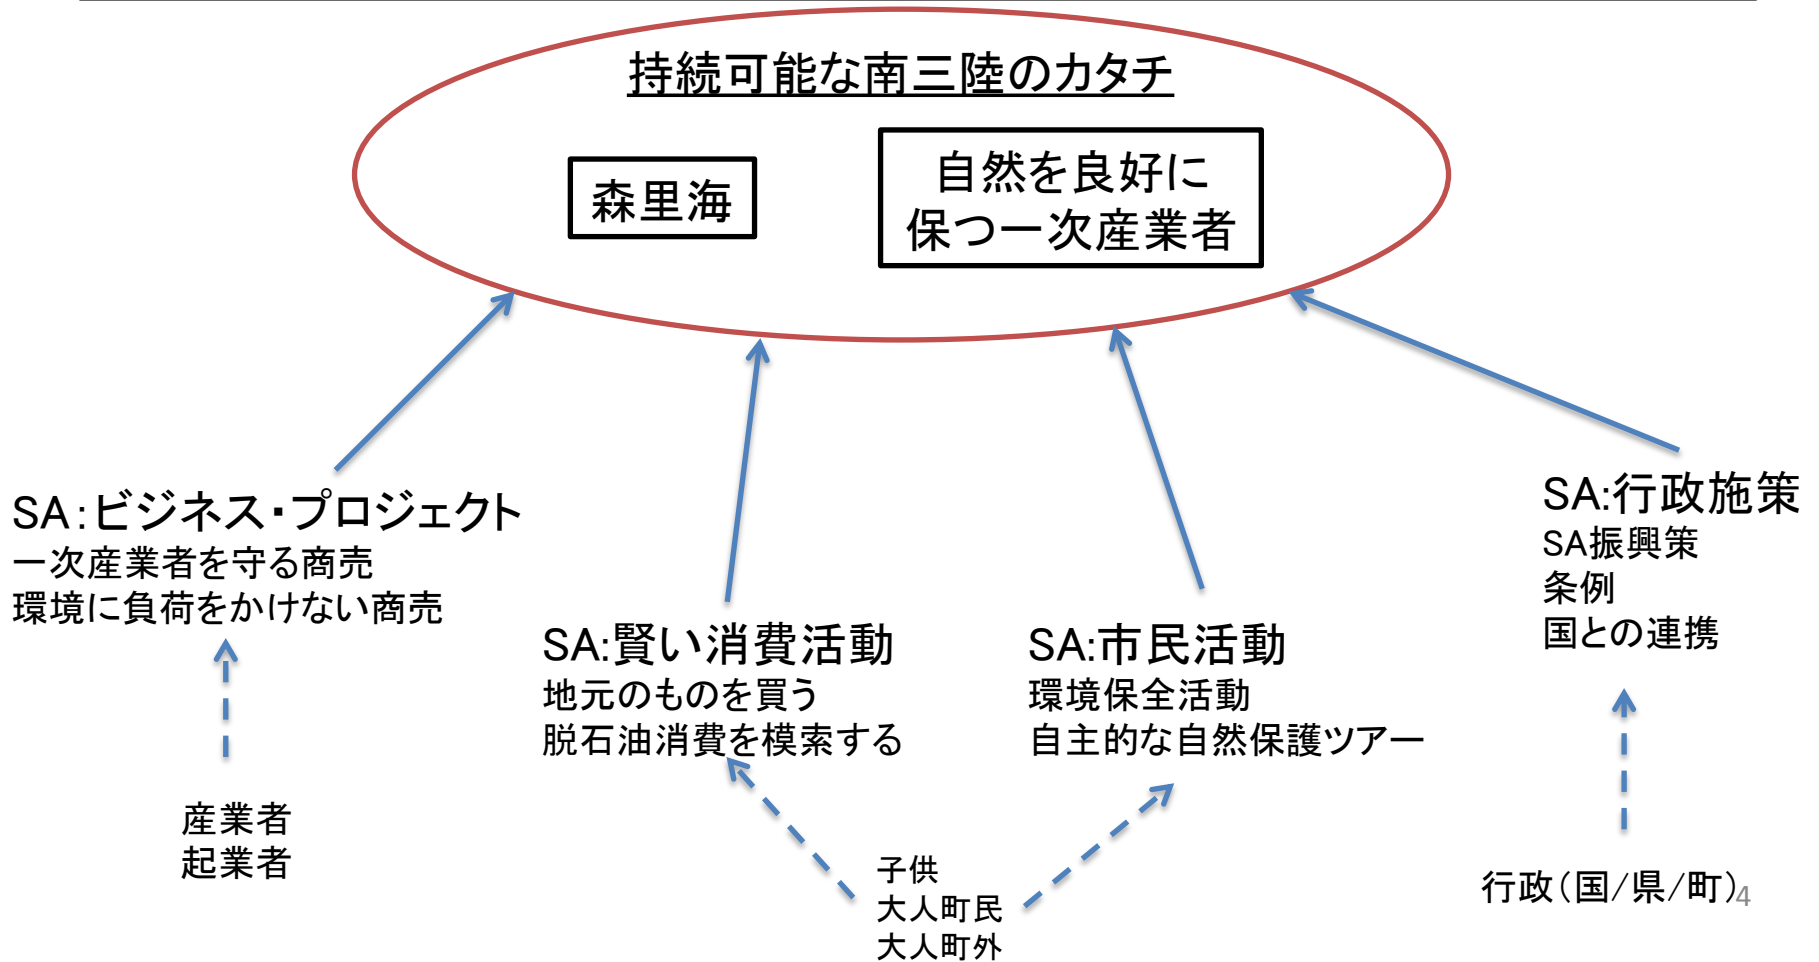 持続可能な南三陸のカタチ
森里海
自然を良好に
保つ一次産業者
SA:ビジネス・プロジェクト
一次産業者を守る商売
環境に負荷をかけない商売
産業者
起業者
SA:賢い消費活動
地元のものを買う
脱石油消費を模索する
SA:市民活動
環境保全活動
自主的な自然保護ツアー
子供
大人町民
大人町外
SA:行政施策
SA振興策
条例
国との連携
行政(国/県/町)
4